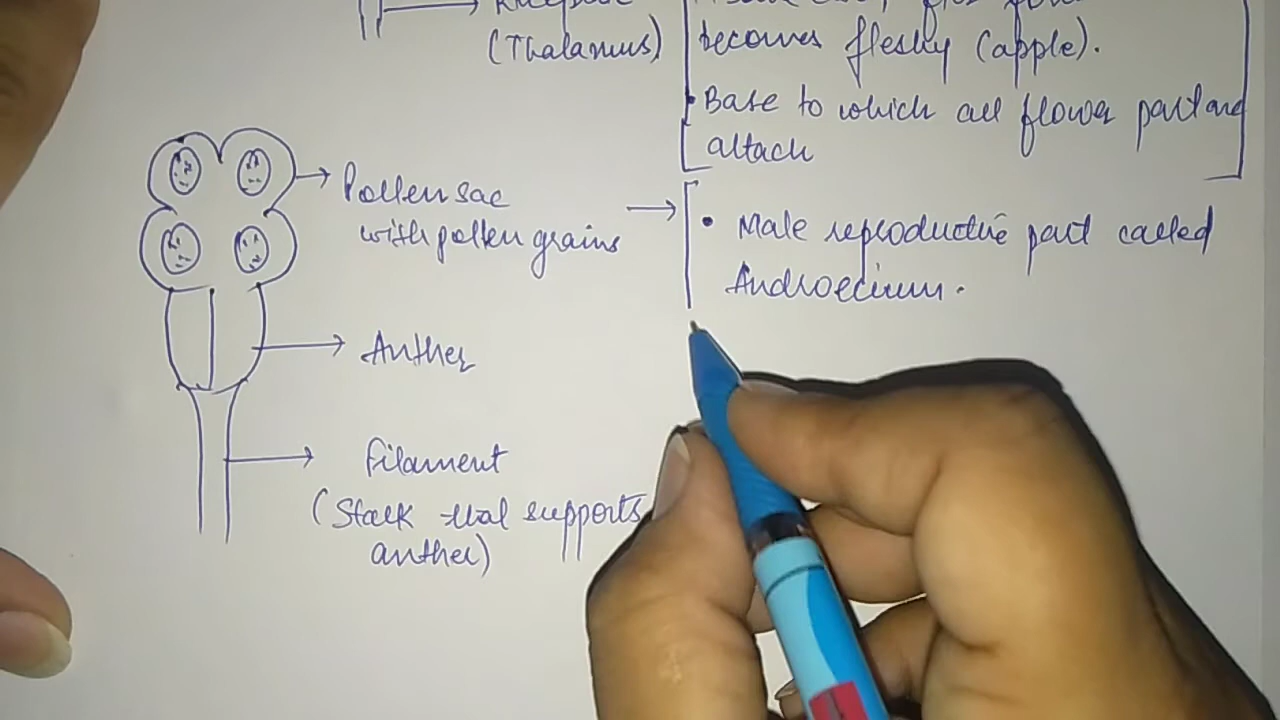 (Thalamus)
becomes fleshy (apple).
• Base to which all flower part are
attach
Pollen sac
with pollen grains
• Male reproductive part called
Androecium.
Anther
Filament
(Stalk that supports
anther)